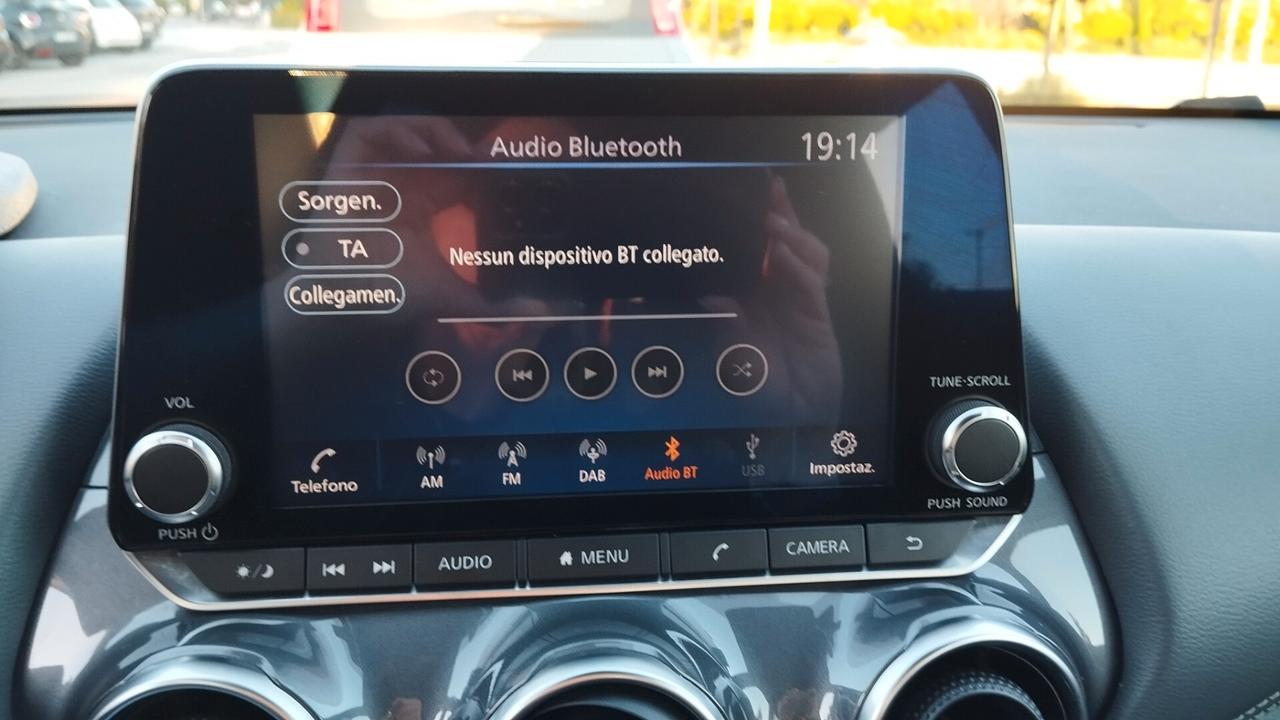 Audio Bluetooth
19:14
Sorgen.
TA
Nessun dispositivo BT collegato.
Collegamen.
VOL
TUNE·SCROLL
Telefono
AM
FM
DAB
Audio BT
USB
Impostaz.
PUSH
PUSH SOUND
AUDIO
MENU
CAMERA